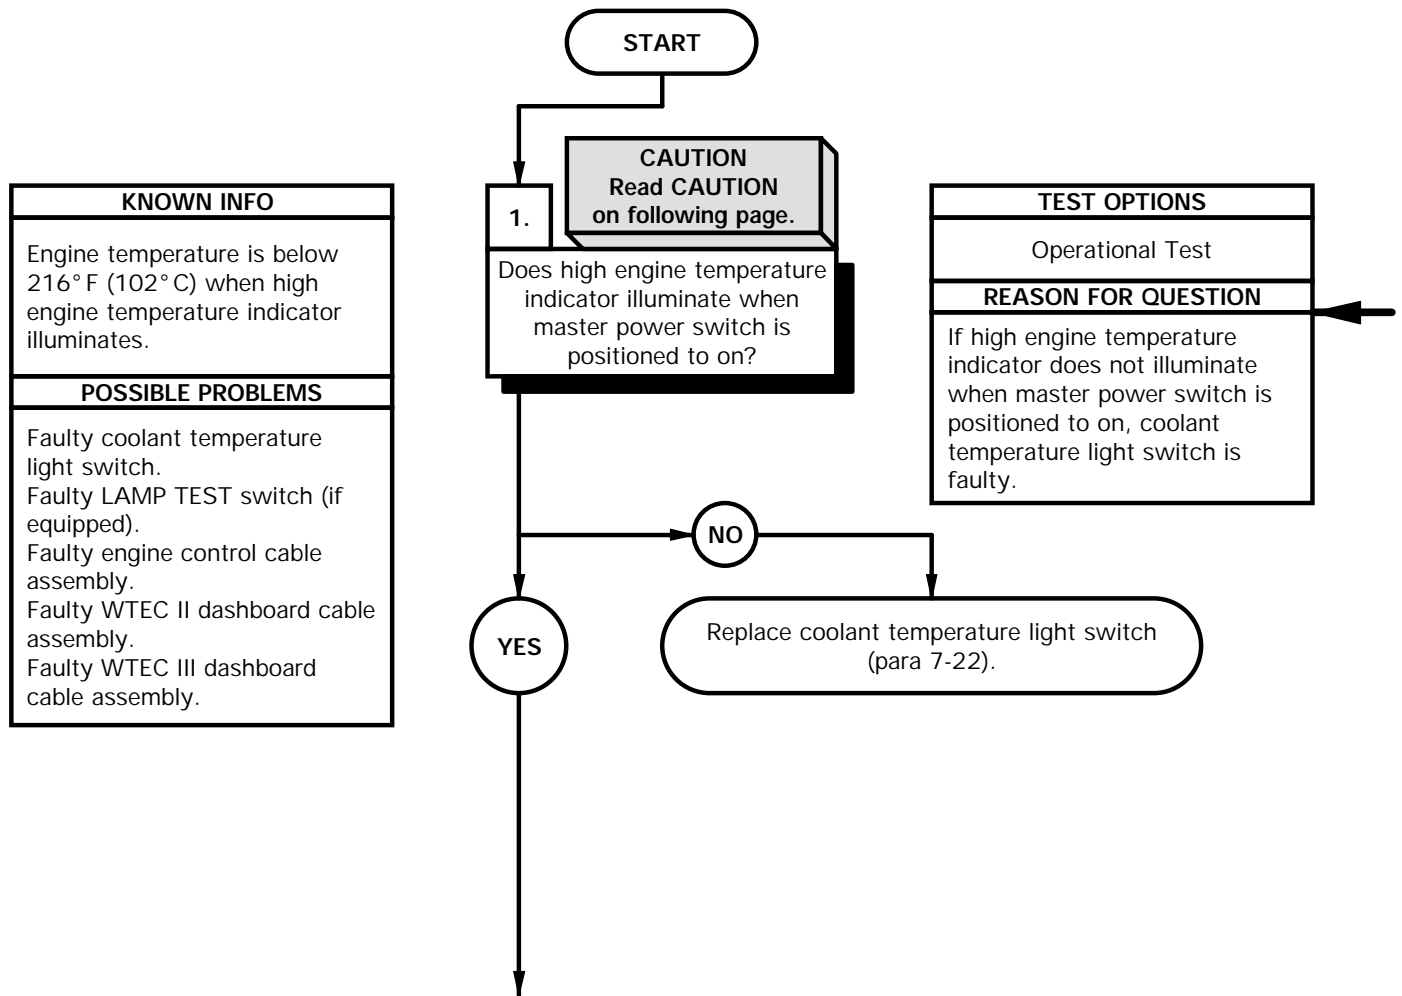 START
CAUTION
Read CAUTION
on following page.
1.
Does high engine temperature
indicator illuminate when
master power switch is
positioned to on?
KNOWN INFO
Engine temperature is below
216°F (102°C) when high
engine temperature indicator
illuminates.
POSSIBLE PROBLEMS
Faulty coolant temperature
light switch.
Faulty LAMP TEST switch (if
equipped).
Faulty engine control cable
assembly.
Faulty WTEC II dashboard cable
assembly.
Faulty WTEC III dashboard
cable assembly.
TEST OPTIONS
Operational Test
REASON FOR QUESTION
If high engine temperature
indicator does not illuminate
when master power switch is
positioned to on, coolant
temperature light switch is
faulty.
NO
YES
Replace coolant temperature light switch
(para 7-22).